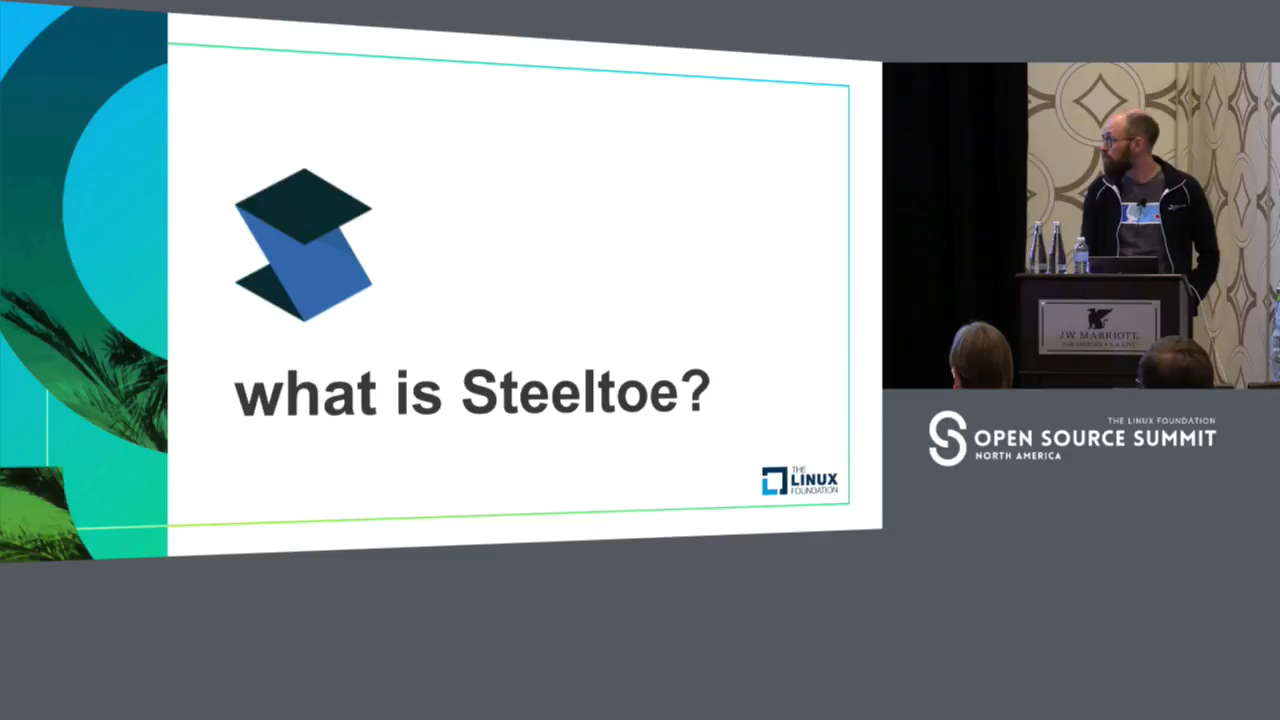 what is Steeltoe?
THE
LINUX
FOUNDATION
JW MARRIOTT
THE LINUX FOUNDATION
OPEN SOURCE SUMMIT
NORTH AMERICA